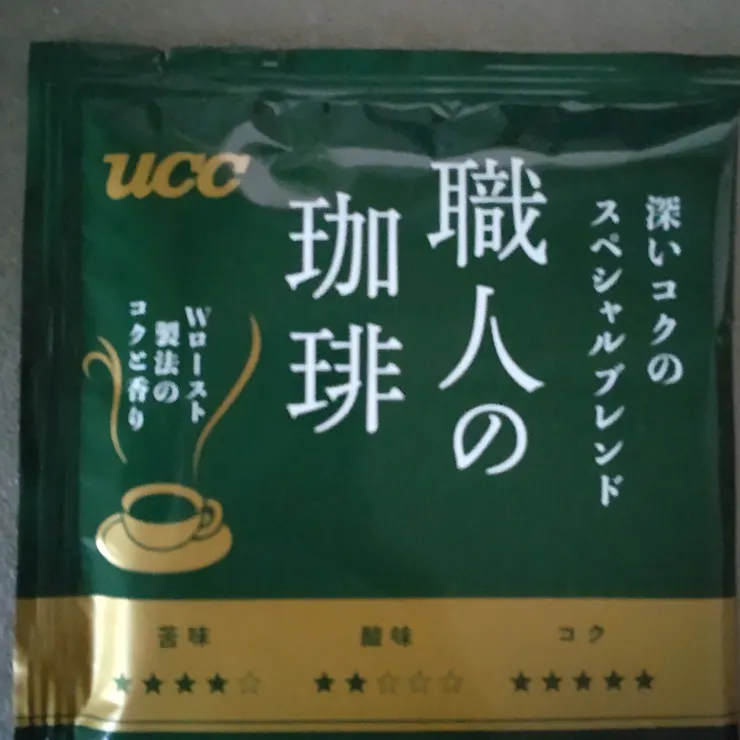 ucc
深いコクの
スペシャルブレンド
職人の
珈琲
Wロースト
製法の
コクと香り
苦味
酸味
コク
★★★★☆
★★☆☆☆
★★★★★